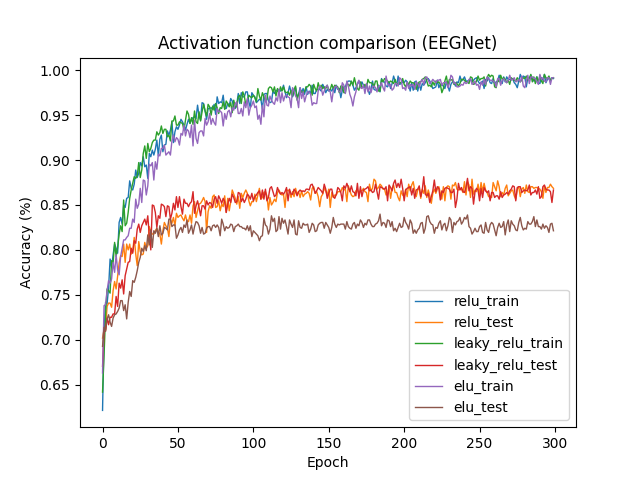 Activation function comparison (EEGNet)
Accuracy (%)
1.00
0.95
0.90
0.85
0.80
0.75
0.70
0.65
relu_train
relu_test
leaky_relu_train
leaky_relu_test
elu_train
elu_test
0 50 100 150 200 250 300
Epoch